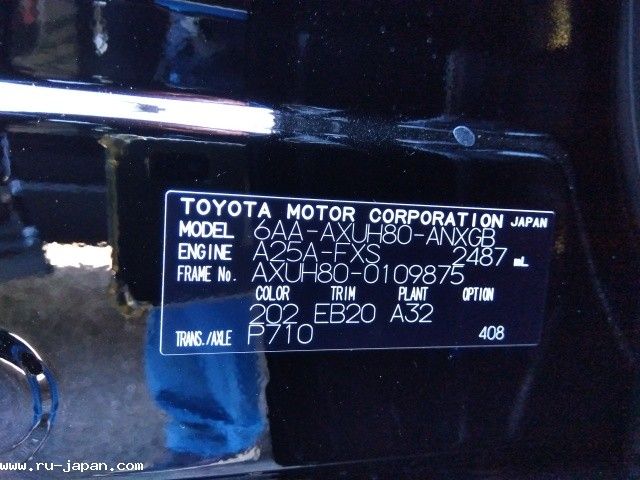 TOYOTA MOTOR CORPORATION JAPAN
MODEL 6AA-AXUH80-ANXGB
ENGINE A25A-FXS 2487 mL
FRAME No. AXUH80-0109875
COLOR TRIM PLANT OPTION
202 EB20 A32
TRANS./AXLE P710 408
www.ru-japan.com